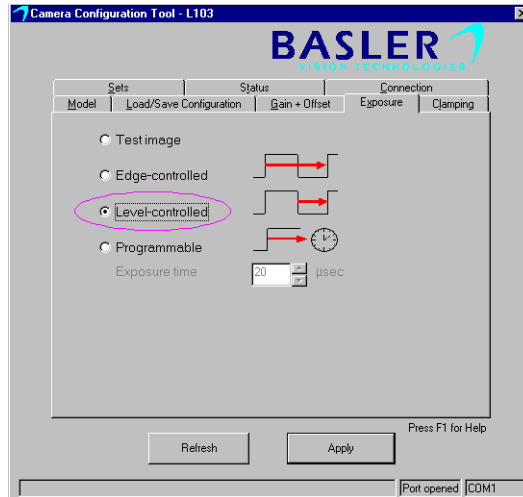 Camera Configuration Tool - L103
BASLER
VISION TECHNOLOGIES
Sets Status Connection
Model Load/Save Configuration Gain + Offset Exposure Clamping
Test image
Edge-controlled
Level-controlled
Programmable
Exposure time 20 µsec
Press F1 for Help
Refresh Apply
Port opened COM1